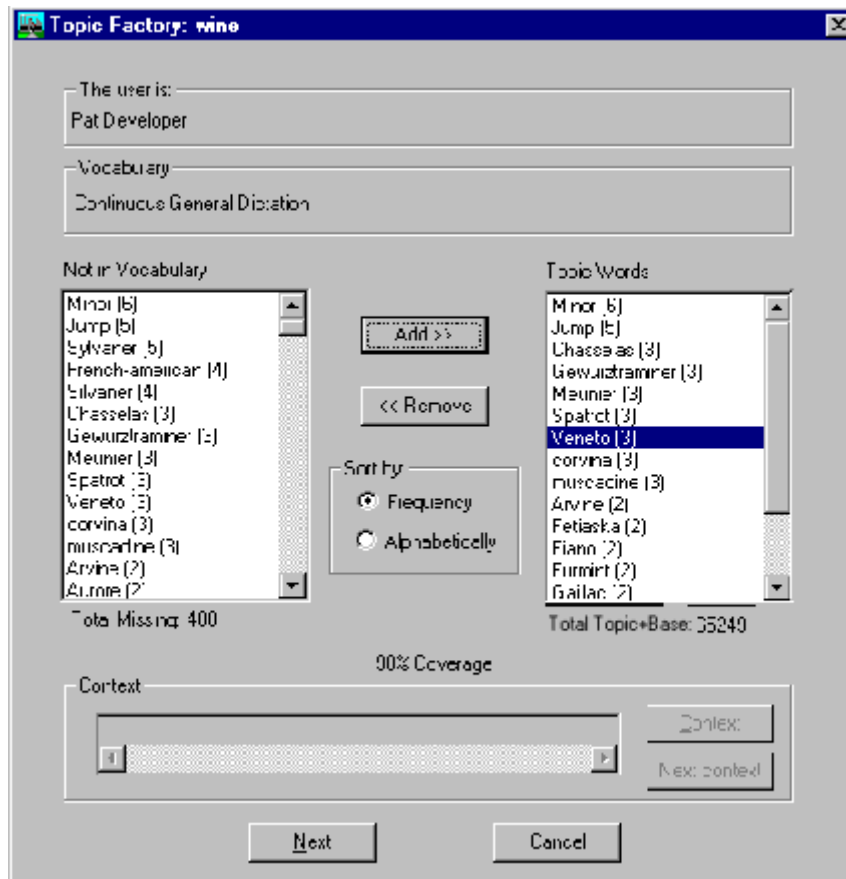 Topic Factory: wine
The user is:
Pat Developer
Vocabulary
Continuous General Dictation
Not in Vocabulary
Minor (6)
Jump (5)
Sylvaner (5)
French-american (4)
Silvaner (4)
Chasselas (3)
Gewurztraminer (3)
Meunier (3)
Spatrot (3)
Veneto (3)
corvina (3)
muscadine (3)
Arvine (2)
Aurore (2)
Total Missing: 400
Add >>
<< Remove
Sort by:
Frequency
Alphabetically
Topic Words
Minor (6)
Jump (5)
Chasselas (3)
Gewurztraminer (3)
Meunier (3)
Spatrot (3)
Veneto (3)
corvina (3)
muscadine (3)
Arvine (2)
Fetiaska (2)
Fiano (2)
Furmint (2)
Gaillac (2)
Total Topic+Base:
90% Coverage
Context
Context
Next context
Next
Cancel